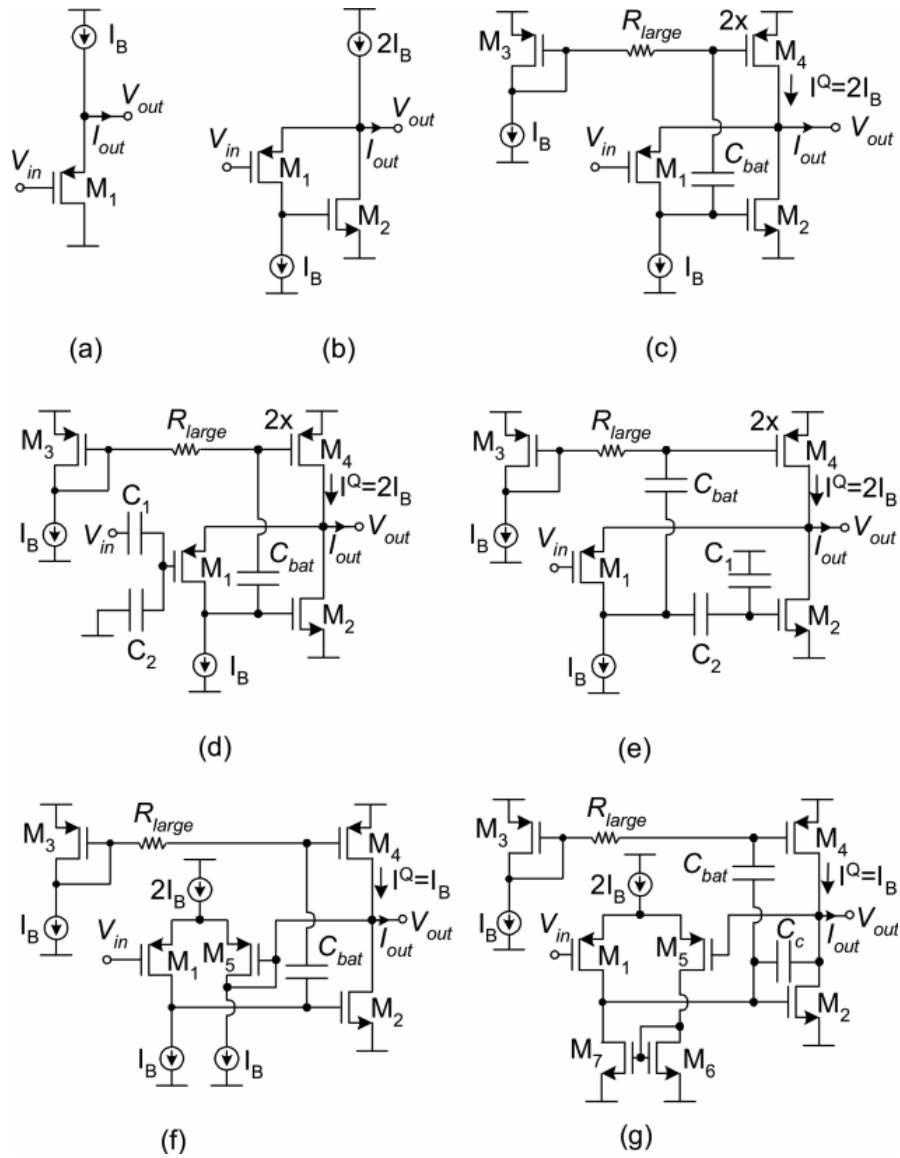 I_B
V_out
I_out
V_in
M_1
(a)
2I_B
V_out
V_in
I_out
M_1
M_2
I_B
(b)
M_3
R_large
2x
M_4
I^Q=2I_B
I_B
V_out
V_in
I_out
M_1
C_bat
M_2
I_B
(c)
M_3
R_large
2x
M_4
I^Q=2I_B
C_1
I_B
V_in
V_out
I_out
M_1
C_bat
C_2
M_2
I_B
(d)
M_3
R_large
2x
M_4
C_bat
I^Q=2I_B
I_B
V_out
V_in
I_out
M_1
C_1
C_2
M_2
I_B
(e)
M_3
R_large
M_4
2I_B
I^Q=I_B
I_B
V_in
V_out
I_out
M_1
M_5
C_bat
M_2
I_B
I_B
(f)
M_3
R_large
M_4
C_bat
2I_B
I^Q=I_B
I_B
V_in
V_out
I_out
M_1
M_5
C_c
M_2
M_7
M_6
(g)